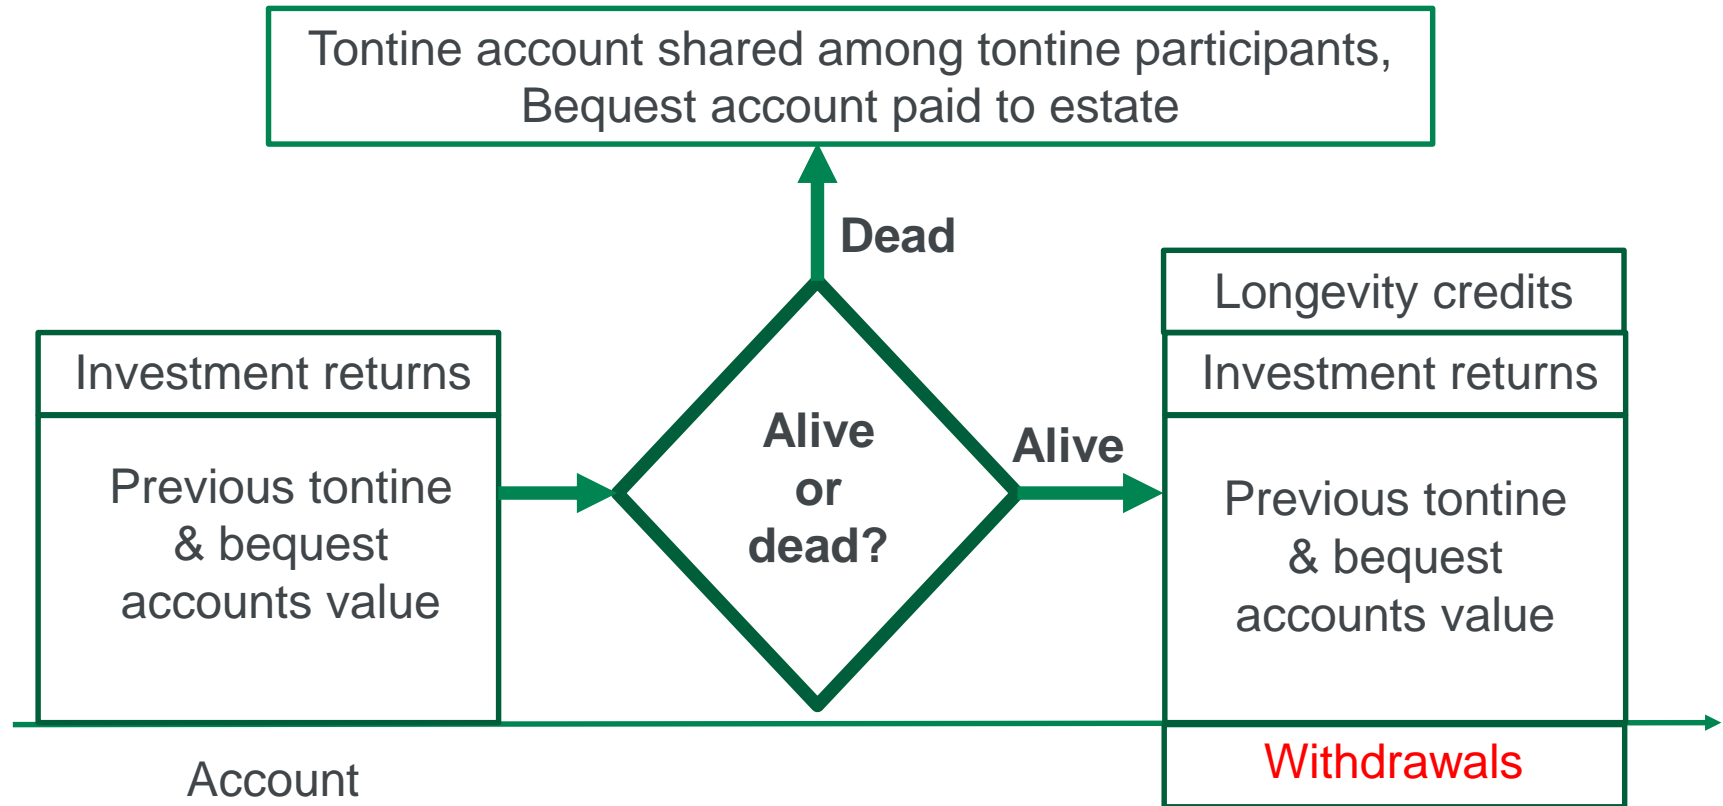 Tontine account shared among tontine participants,
Bequest account paid to estate
Dead
Longevity credits
Investment returns
Previous tontine
& bequest
accounts value
Alive
or
dead?
Alive
Investment returns
Previous tontine
& bequest
accounts value
Withdrawals
Account